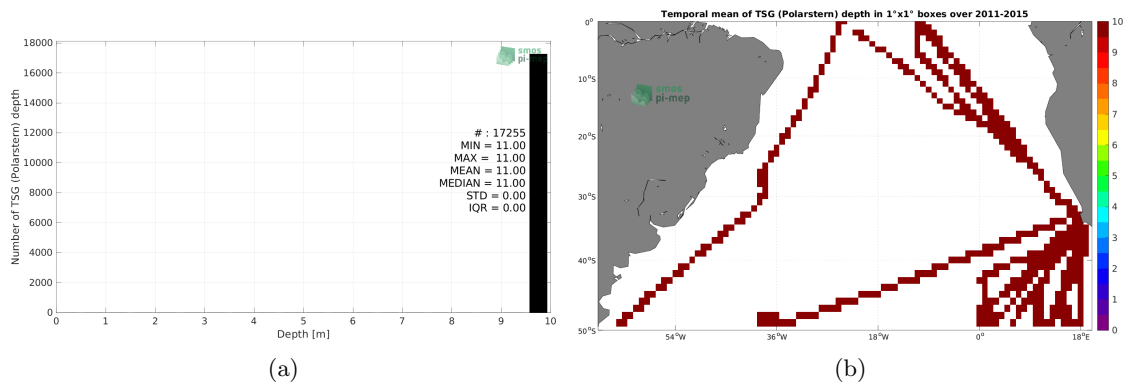 Temporal mean of TSG (Polarstern) depth in 1°x1° boxes over 2011-2015
18000
16000
14000
12000
10000
8000
6000
4000
2000
0
Number of TSG (Polarstern) depth
smos
pi-mep
# : 17255
MIN = 11.00
MAX = 11.00
MEAN = 11.00
MEDIAN = 11.00
STD = 0.00
IQR = 0.00
0 1 2 3 4 5 6 7 8 9 10
Depth [m]
(a)
0°
10°S
20°S
30°S
40°S
50°S
smos
pi-mep
54°W 36°W 18°W 0° 18°E
10
9
8
7
6
5
4
3
2
1
0
(b)